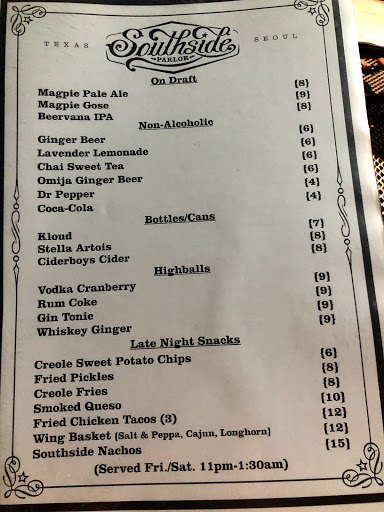 TEXAS Southside SEOUL
PARLOR
On Draft
Magpie Pale Ale {8}
Magpie Gose {9}
Beervana IPA {8}
Non-Alcoholic
Ginger Beer {6}
Lavender Lemonade {6}
Chai Sweet Tea {6}
Omija Ginger Beer {6}
Dr Pepper {4}
Coca-Cola {4}
Bottles/Cans
Kloud {7}
Stella Artois {8}
Ciderboys Cider {8}
Highballs
Vodka Cranberry {9}
Rum Coke {9}
Gin Tonic {9}
Whiskey Ginger {9}
Late Night Snacks
Creole Sweet Potato Chips {6}
Fried Pickles {8}
Creole Fries {8}
Smoked Queso {10}
Fried Chicken Tacos (3) {12}
Wing Basket {Salt & Peppa, Cajun, Longhorn} {12}
Southside Nachos {15}
(Served Fri./Sat. 11pm-1:30am)